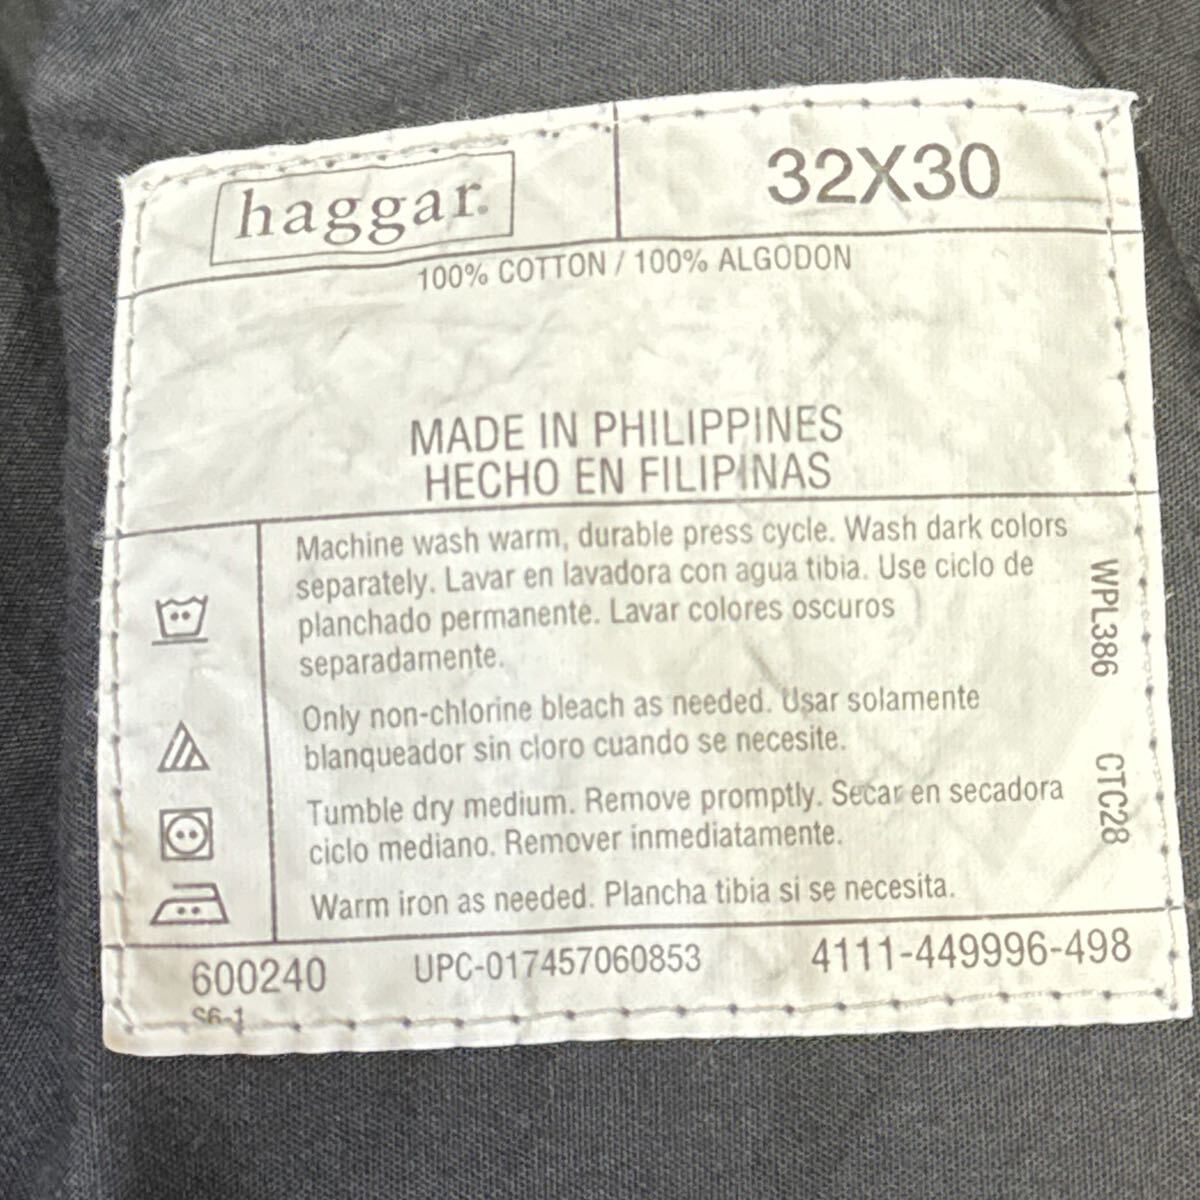 haggar.
32X30
100% COTTON / 100% ALGODON
MADE IN PHILIPPINES
HECHO EN FILIPINAS
Machine wash warm, durable press cycle. Wash dark colors
separately. Lavar en lavadora con agua tibia. Use ciclo de
planchado permanente. Lavar colores oscuros
separadamente.
Only non-chlorine bleach as needed. Usar solamente
blanqueador sin cloro cuando se necesite.
Tumble dry medium. Remove promptly. Secar en secadora
ciclo mediano. Remover inmediatamente.
Warm iron as needed. Plancha tibia si se necesita.
WPL386
CTC28
600240
UPC-017457060853
4111-449996-498
S6-1